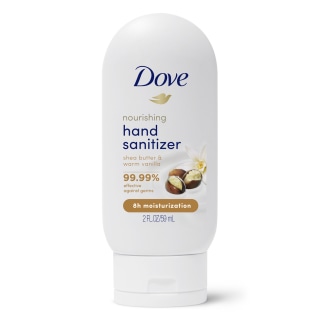 Dove
nourishing
hand
sanitizer
shea butter &
warm vanilla
99.99%
effective
against germs
8h moisturization
2 FL OZ/59 mL